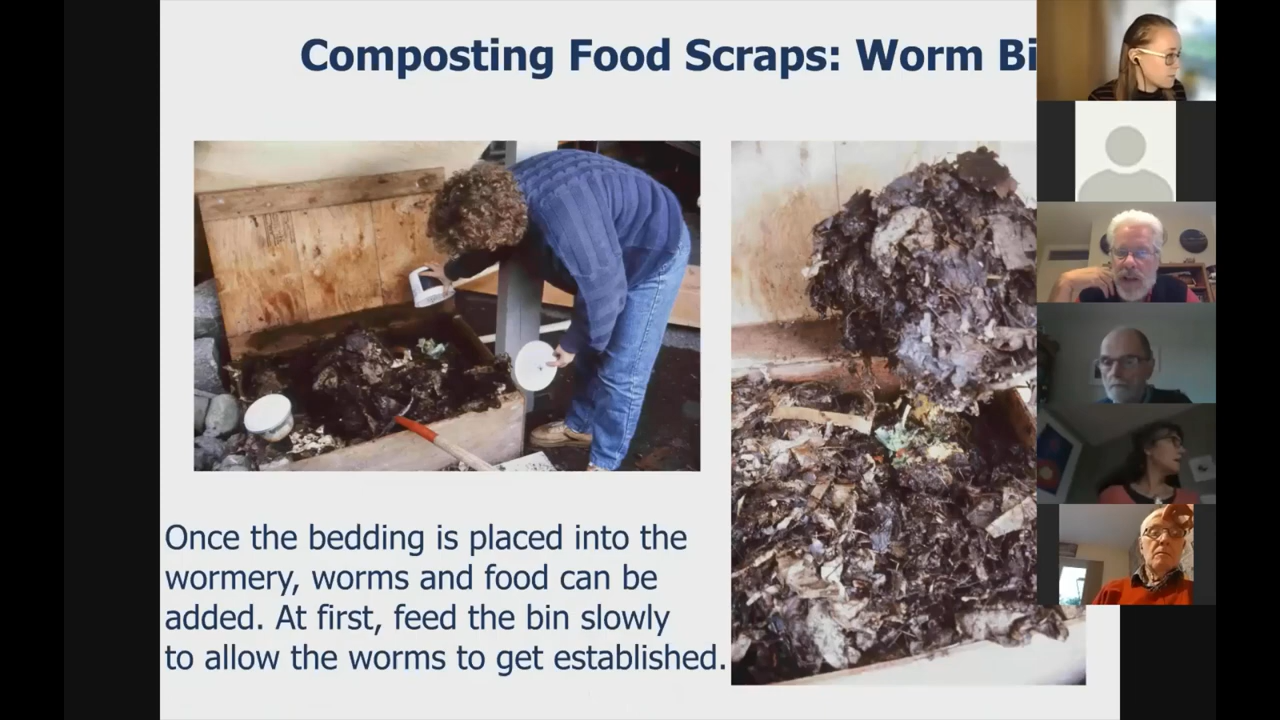 Composting Food Scraps: Worm Bi
Once the bedding is placed into the
wormery, worms and food can be
added. At first, feed the bin slowly
to allow the worms to get established.